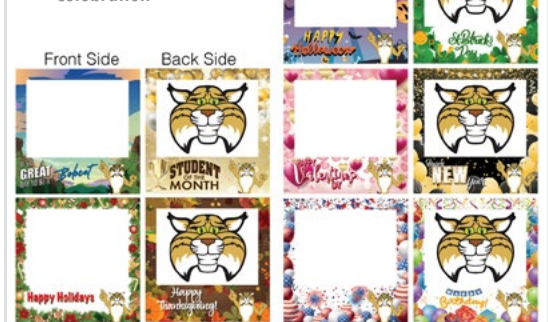 HAPPY
Halloween
St. Patrick's
Day
Front Side
Back Side
GREAT
Bobcat
STUDENT
OF THE
MONTH
Valentine's
NEW
Year
Happy Holidays
Happy
Thanksgiving!
Birthday!